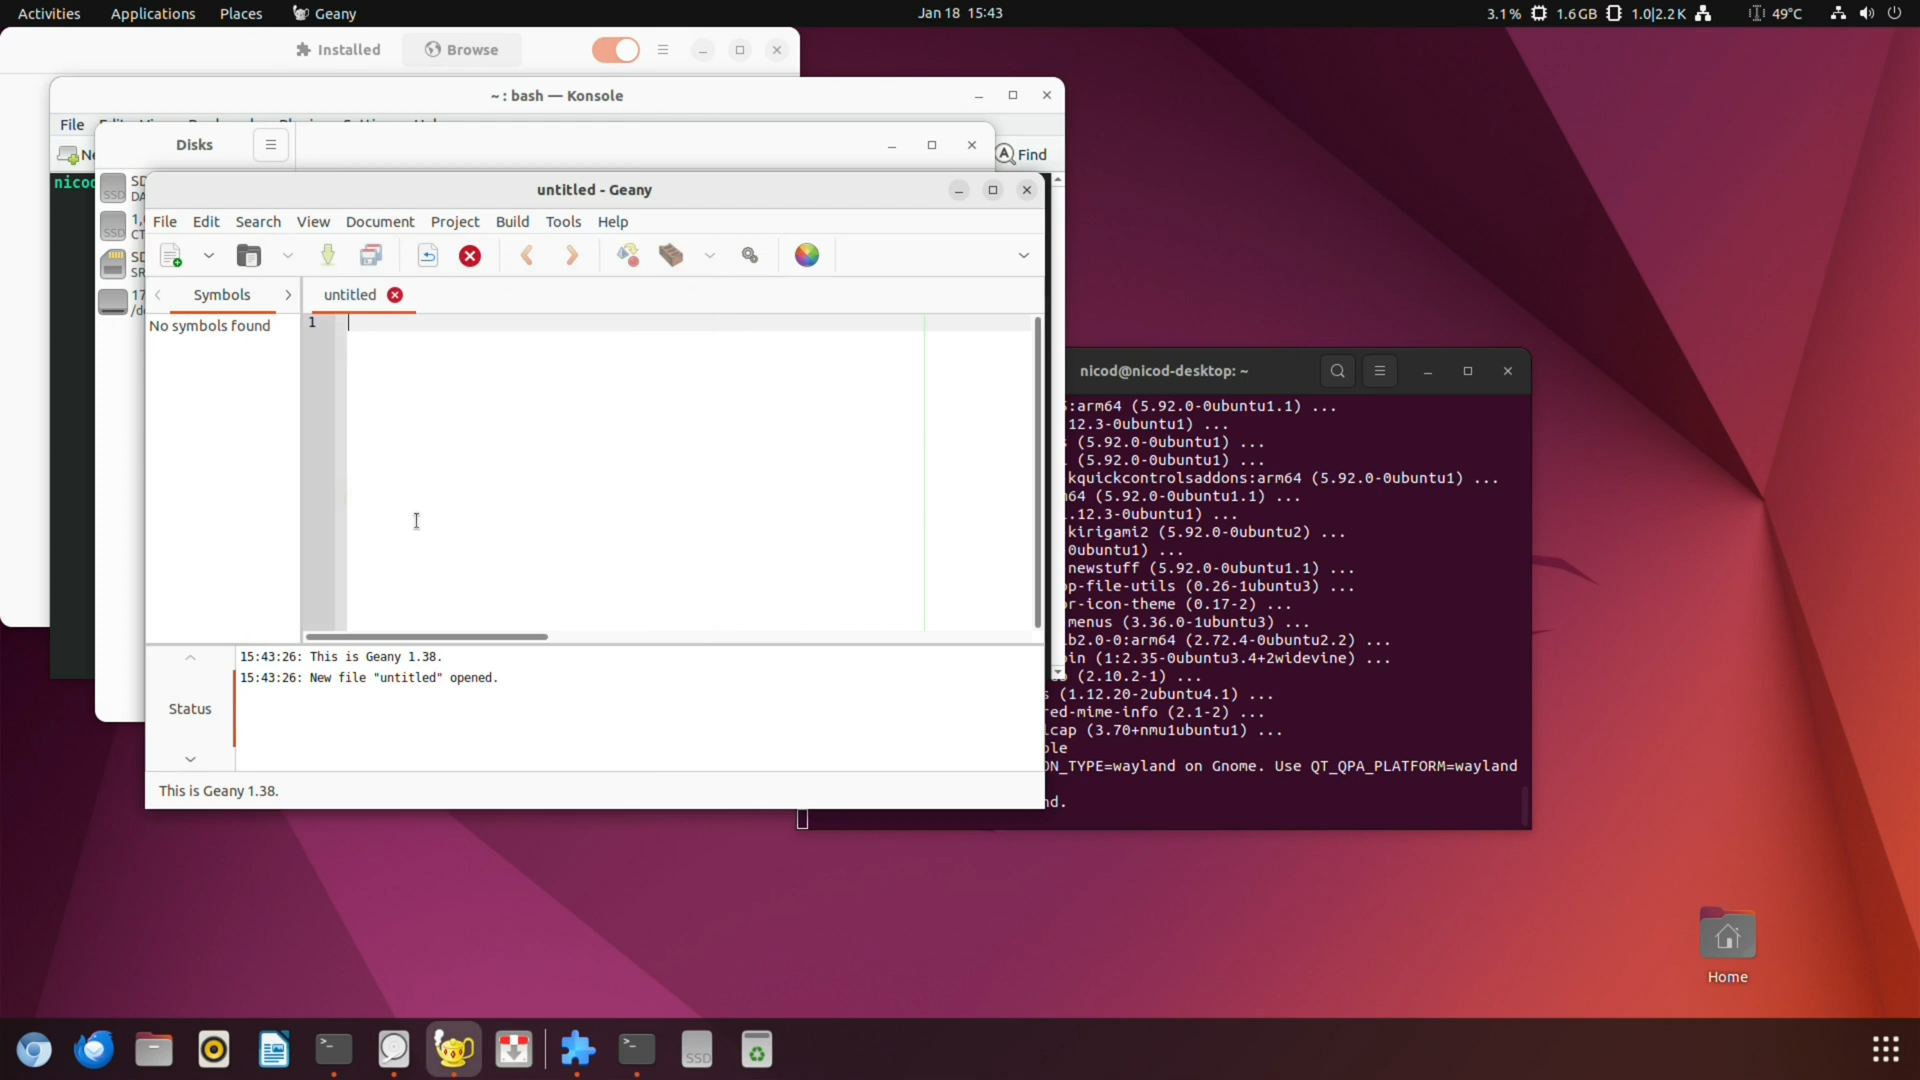 Activities Applications Places Geany Jan 18 15:43 3.1% 1.6GB 1.0|2.2K 49°C
Installed Browse
~ : bash — Konsole
File
Find
Disks
untitled - Geany
File Edit Search View Document Project Build Tools Help
Symbols
untitled
No symbols found
1
15:43:26: This is Geany 1.38.
15:43:26: New file "untitled" opened.
Status
This is Geany 1.38.
nicod@nicod-desktop: ~
:arm64 (5.92.0-0ubuntu1.1) ...
12.3-0ubuntu1) ...
(5.92.0-0ubuntu1) ...
(5.92.0-0ubuntu1) ...
kquickcontrolsaddons:arm64 (5.92.0-0ubuntu1) ...
64 (5.92.0-0ubuntu1.1) ...
.12.3-0ubuntu1) ...
kirigami2 (5.92.0-0ubuntu2) ...
0ubuntu1) ...
newstuff (5.92.0-0ubuntu1.1) ...
p-file-utils (0.26-1ubuntu3) ...
r-icon-theme (0.17-2) ...
menus (3.36.0-1ubuntu3) ...
b2.0-0:arm64 (2.72.4-0ubuntu2.2) ...
in (1:2.35-0ubuntu3.4+2widevine) ...
(2.10.2-1) ...
(1.12.20-2ubuntu4.1) ...
ed-mime-info (2.1-2) ...
cap (3.70+nmu1ubuntu1) ...
le
N_TYPE=wayland on Gnome. Use QT_QPA_PLATFORM=wayland
d.
Home
SSD